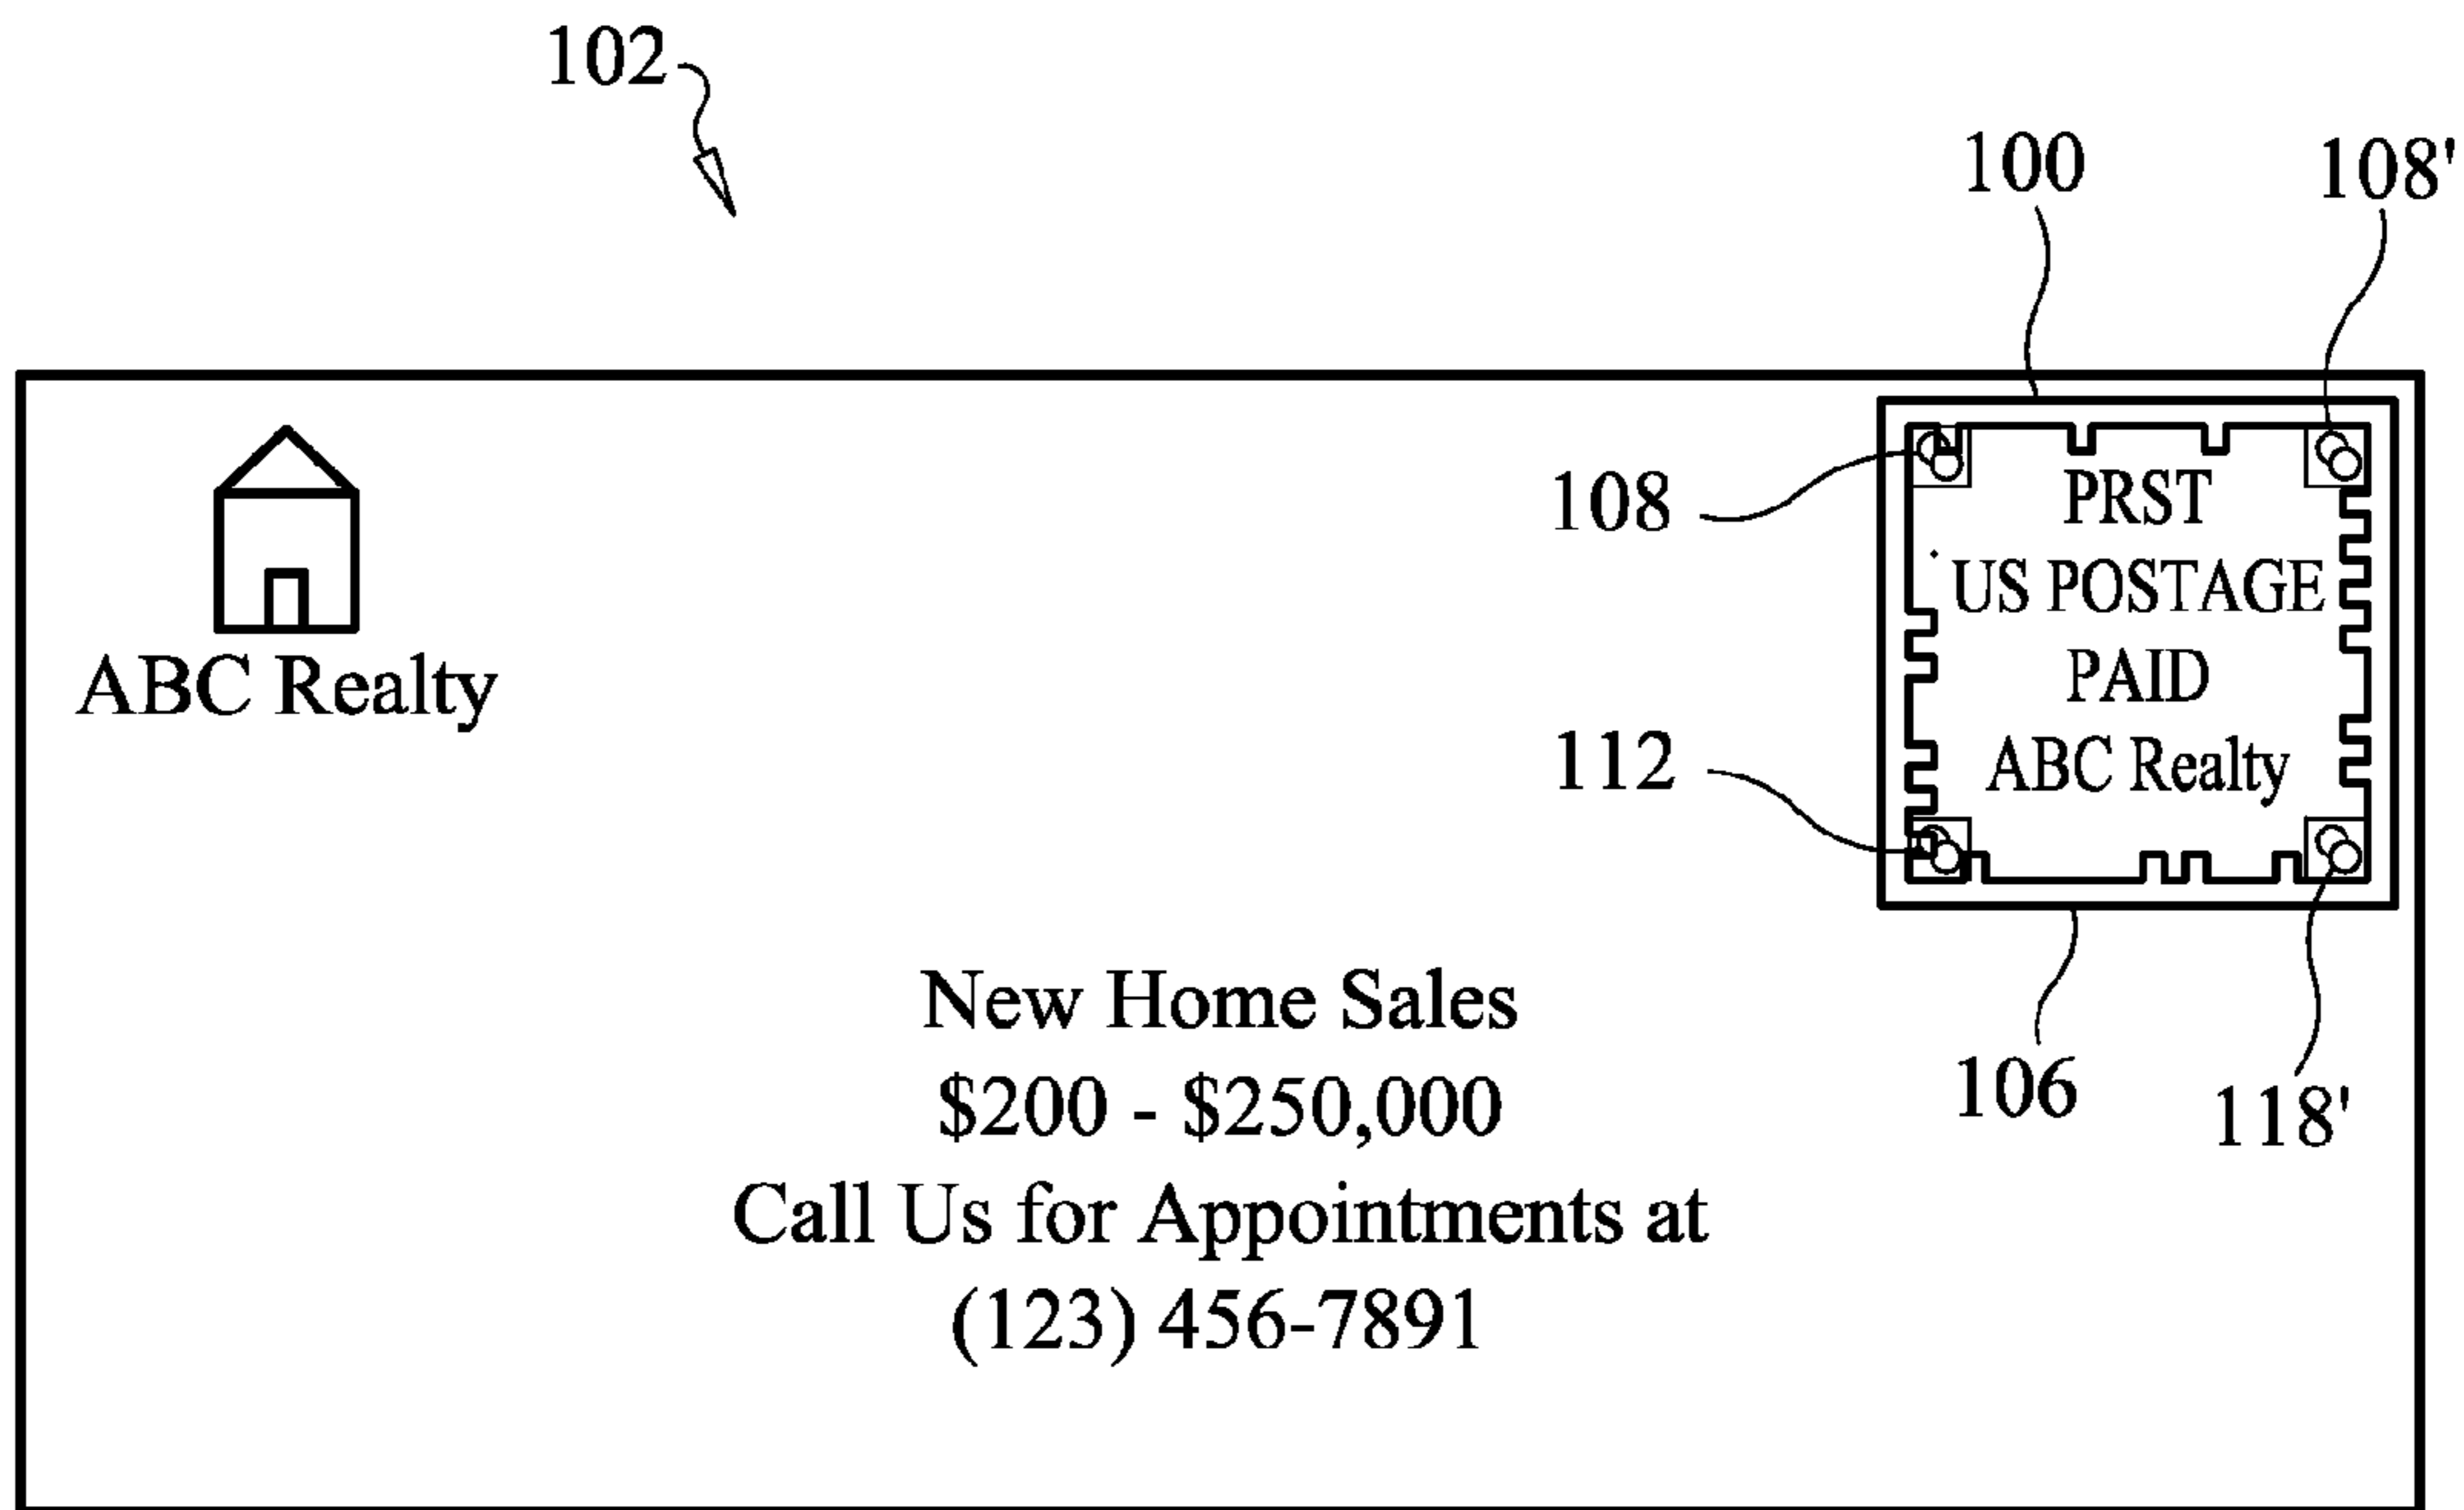 102
100
108'
108
PRST
US POSTAGE
PAID
ABC Realty
ABC Realty
112
106
118'
New Home Sales
$200 - $250,000
Call Us for Appointments at
(123) 456-7891